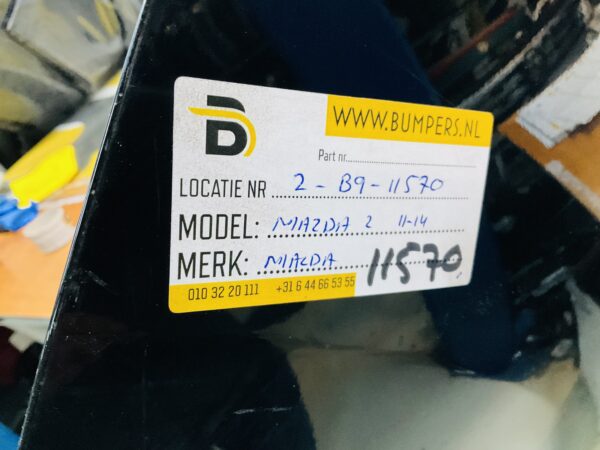 WWW.BUMPERS.NL
Part nr.
LOCATIE NR 2-B9-11570
MODEL: MAZDA 2 11-14
MERK: MAZDA 11570
010 32 20 111 +31 6 44 66 53 55